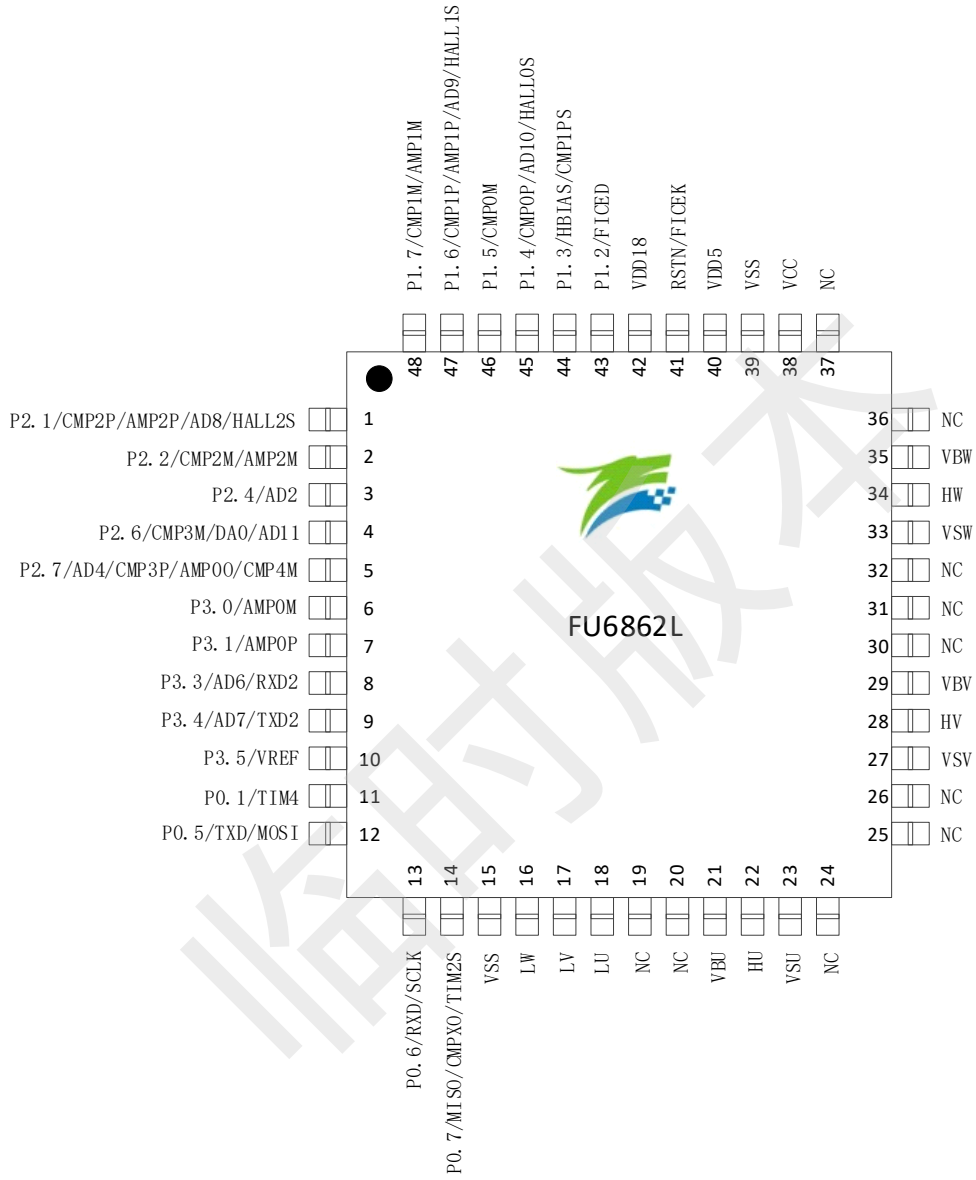 P1.7/CMP1M/AMP1M
P1.6/CMP1P/AMP1P/AD9/HALL1S
P1.5/CMP0M
P1.4/CMP0P/AD10/HALL0S
P1.3/HBIAS/CMP1PS
P1.2/FICED
VDD18
RSTN/FICEK
VDD5
VSS
VCC
NC
48
47
46
45
44
43
42
41
40
39
38
37
P2.1/CMP2P/AMP2P/AD8/HALL2S 1
P2.2/CMP2M/AMP2M 2
P2.4/AD2 3
P2.6/CMP3M/DA0/AD11 4
P2.7/AD4/CMP3P/AMP0O/CMP4M 5
P3.0/AMP0M 6
P3.1/AMP0P 7
P3.3/AD6/RXD2 8
P3.4/AD7/TXD2 9
P3.5/VREF 10
P0.1/TIM4 11
P0.5/TXD/MOSI 12
FU6862L
36 NC
35 VBW
34 HW
33 VSW
32 NC
31 NC
30 NC
29 VBV
28 HV
27 VSV
26 NC
25 NC
13
14
15
16
17
18
19
20
21
22
23
24
P0.6/RXD/SCLK
P0.7/MISO/CMPXO/TIM2S
VSS
LW
LV
LU
NC
NC
VBU
HU
VSU
NC
临时版本